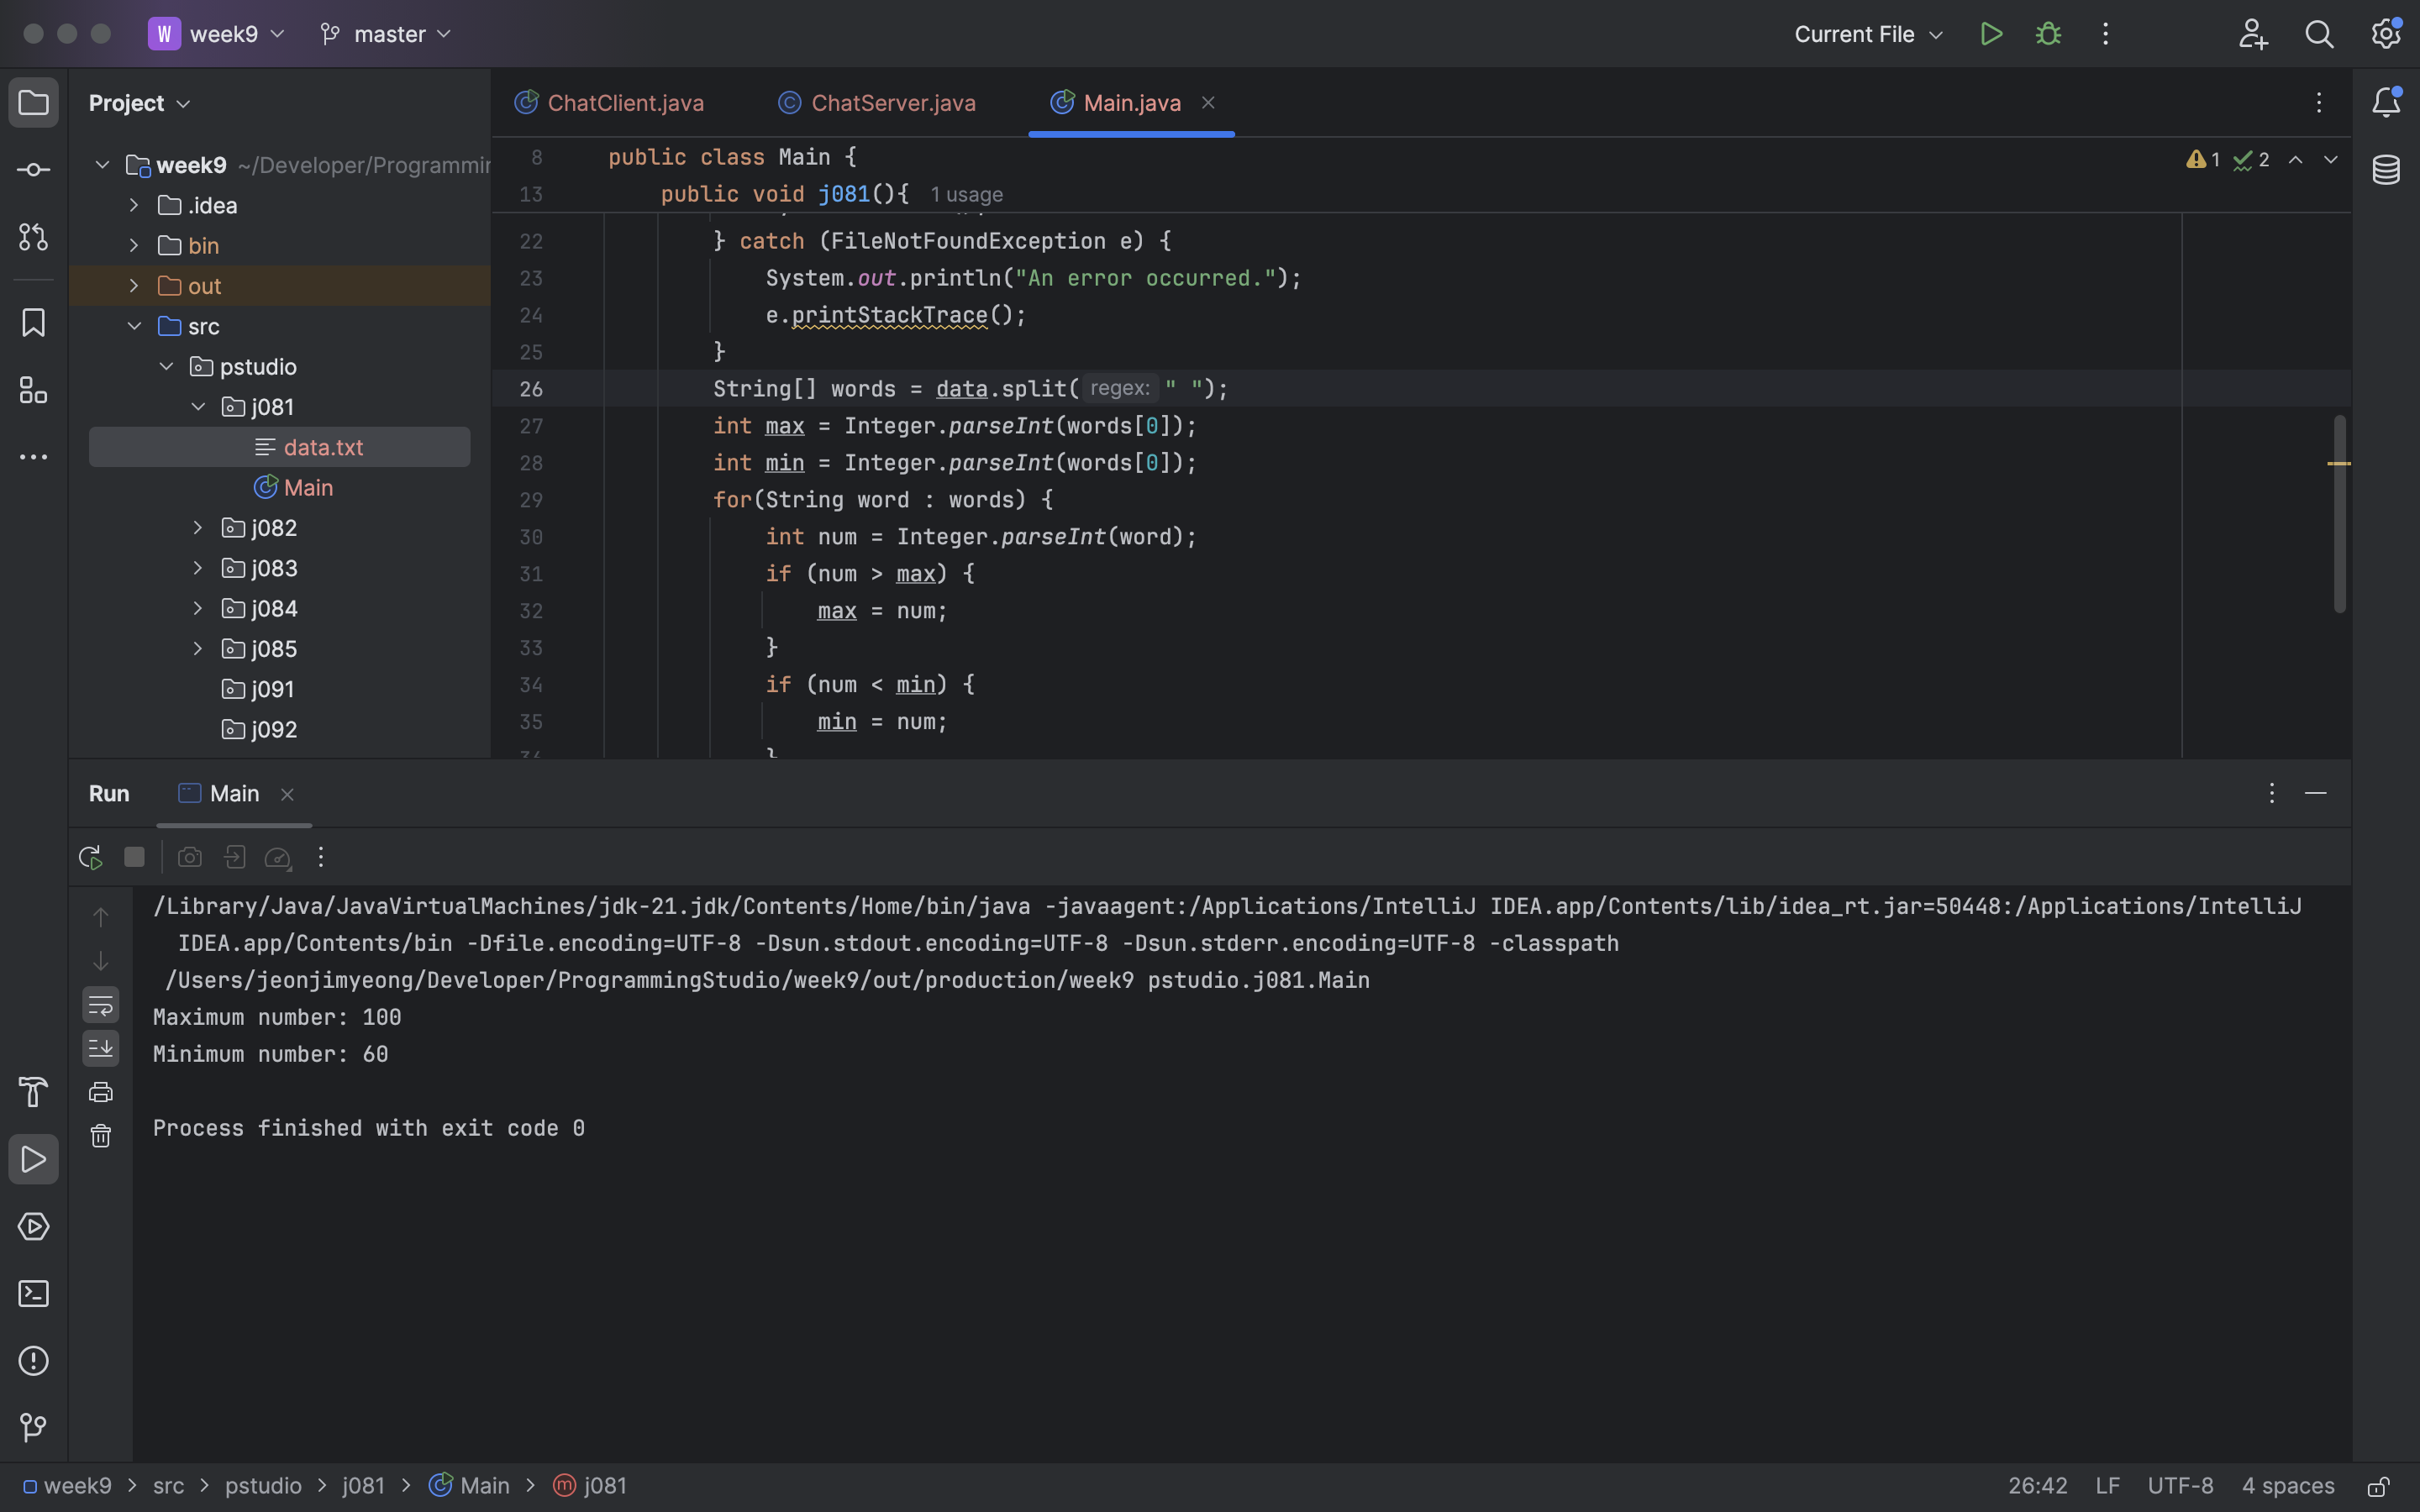 W week9 master Current File
Project
ChatClient.java ChatServer.java Main.java
week9 ~/Developer/Programmin
.idea
bin
out
src
pstudio
j081
data.txt
Main
j082
j083
j084
j085
j091
j092
8 public class Main {
13 public void j081(){ 1 usage
1 2
22 } catch (FileNotFoundException e) {
23 System.out.println("An error occurred.");
24 e.printStackTrace();
25 }
26 String[] words = data.split( regex: " ");
27 int max = Integer.parseInt(words[0]);
28 int min = Integer.parseInt(words[0]);
29 for(String word : words) {
30 int num = Integer.parseInt(word);
31 if (num > max) {
32 max = num;
33 }
34 if (num < min) {
35 min = num;
Run Main
/Library/Java/JavaVirtualMachines/jdk-21.jdk/Contents/Home/bin/java -javaagent:/Applications/IntelliJ IDEA.app/Contents/lib/idea_rt.jar=50448:/Applications/IntelliJ
IDEA.app/Contents/bin -Dfile.encoding=UTF-8 -Dsun.stdout.encoding=UTF-8 -Dsun.stderr.encoding=UTF-8 -classpath
/Users/jeonjimyeong/Developer/ProgrammingStudio/week9/out/production/week9 pstudio.j081.Main
Maximum number: 100
Minimum number: 60
Process finished with exit code 0
week9 > src > pstudio > j081 > Main > m j081
26:42 LF UTF-8 4 spaces